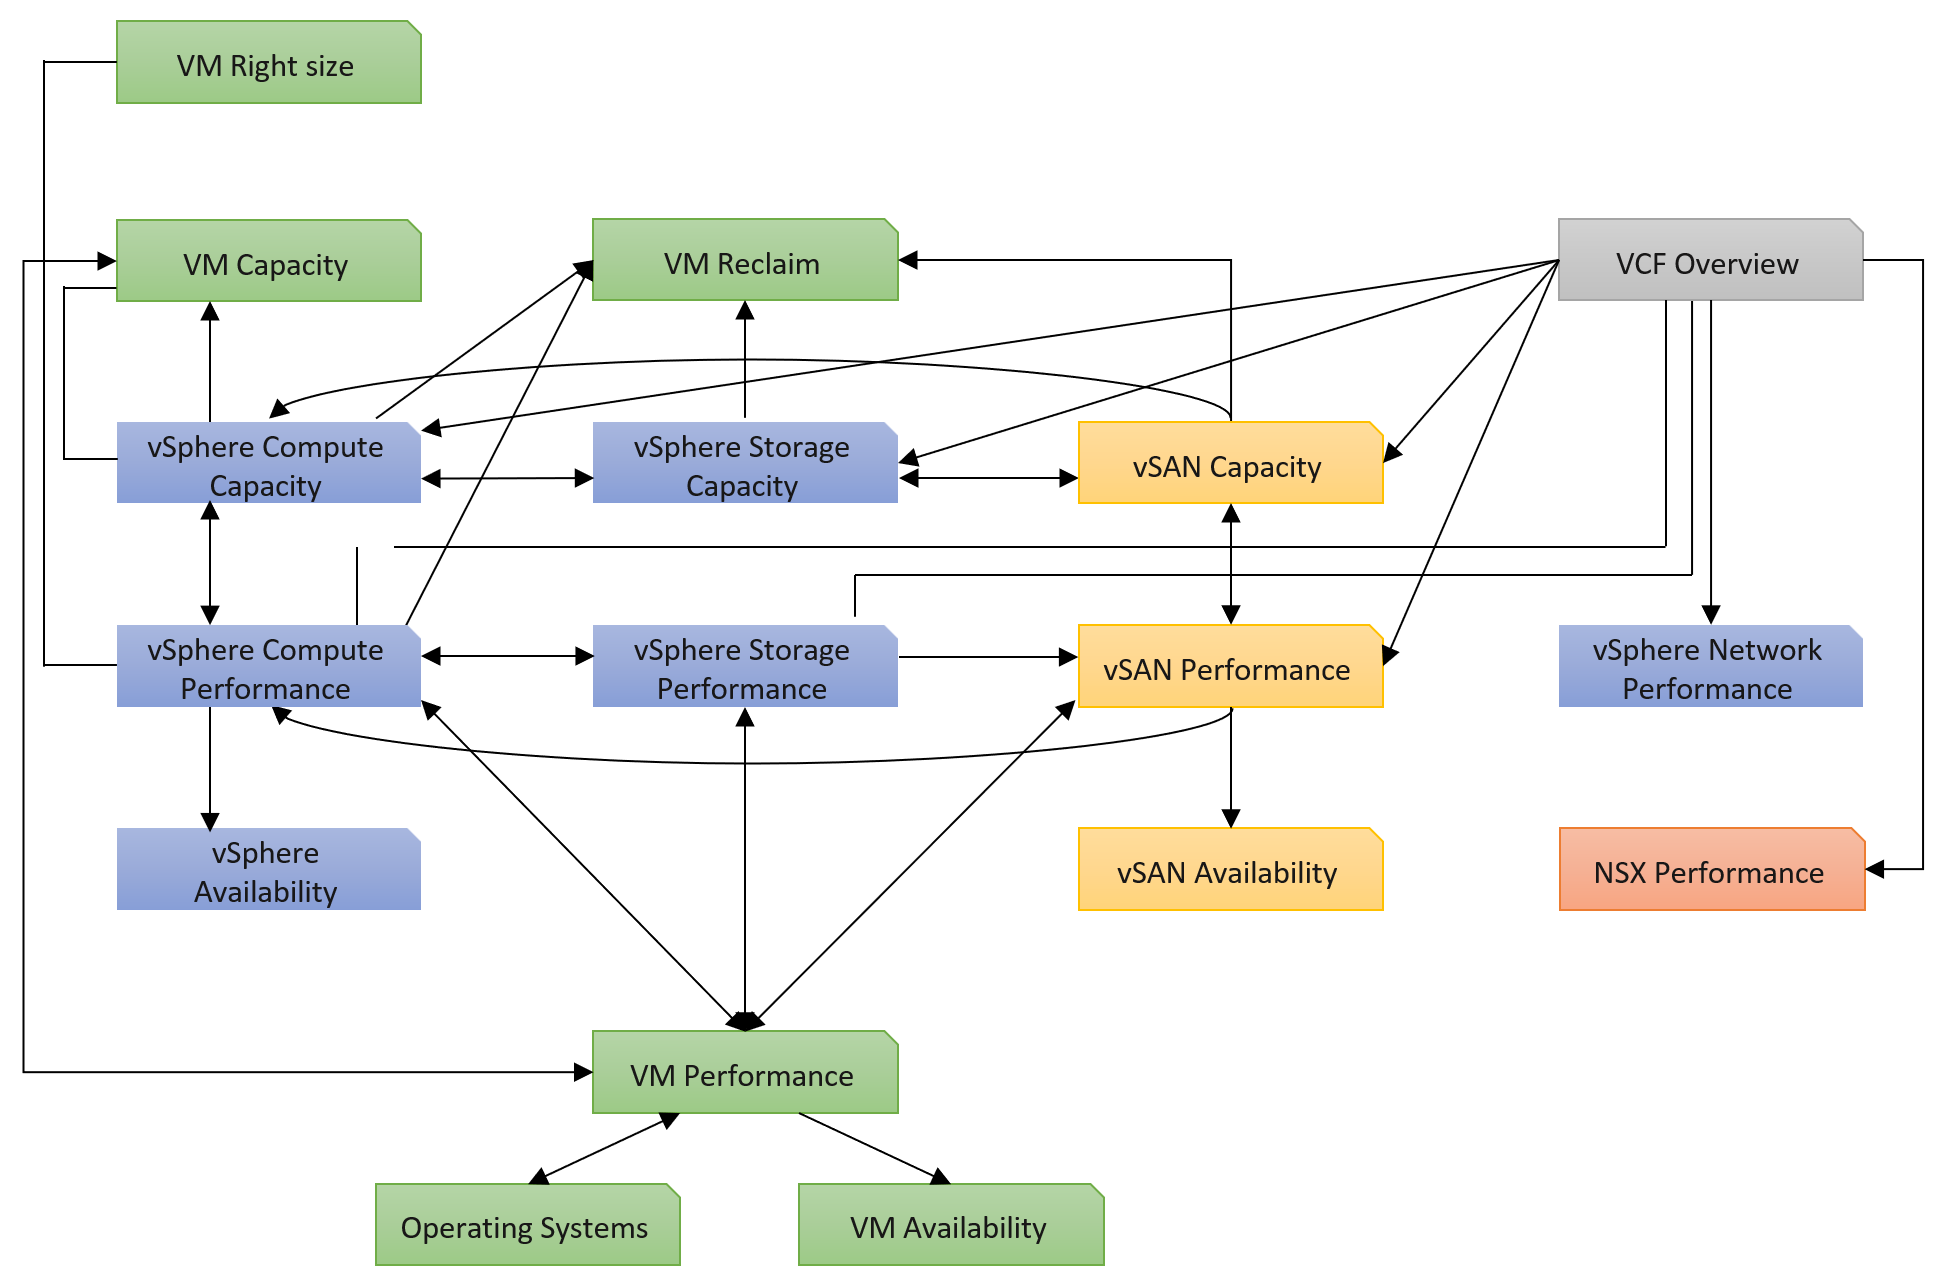 VM Right size
VM Capacity
VM Reclaim
VCF Overview
vSphere Compute
Capacity
vSphere Storage
Capacity
vSAN Capacity
vSphere Compute
Performance
vSphere Storage
Performance
vSAN Performance
vSphere Network
Performance
vSphere
Availability
vSAN Availability
NSX Performance
VM Performance
Operating Systems
VM Availability